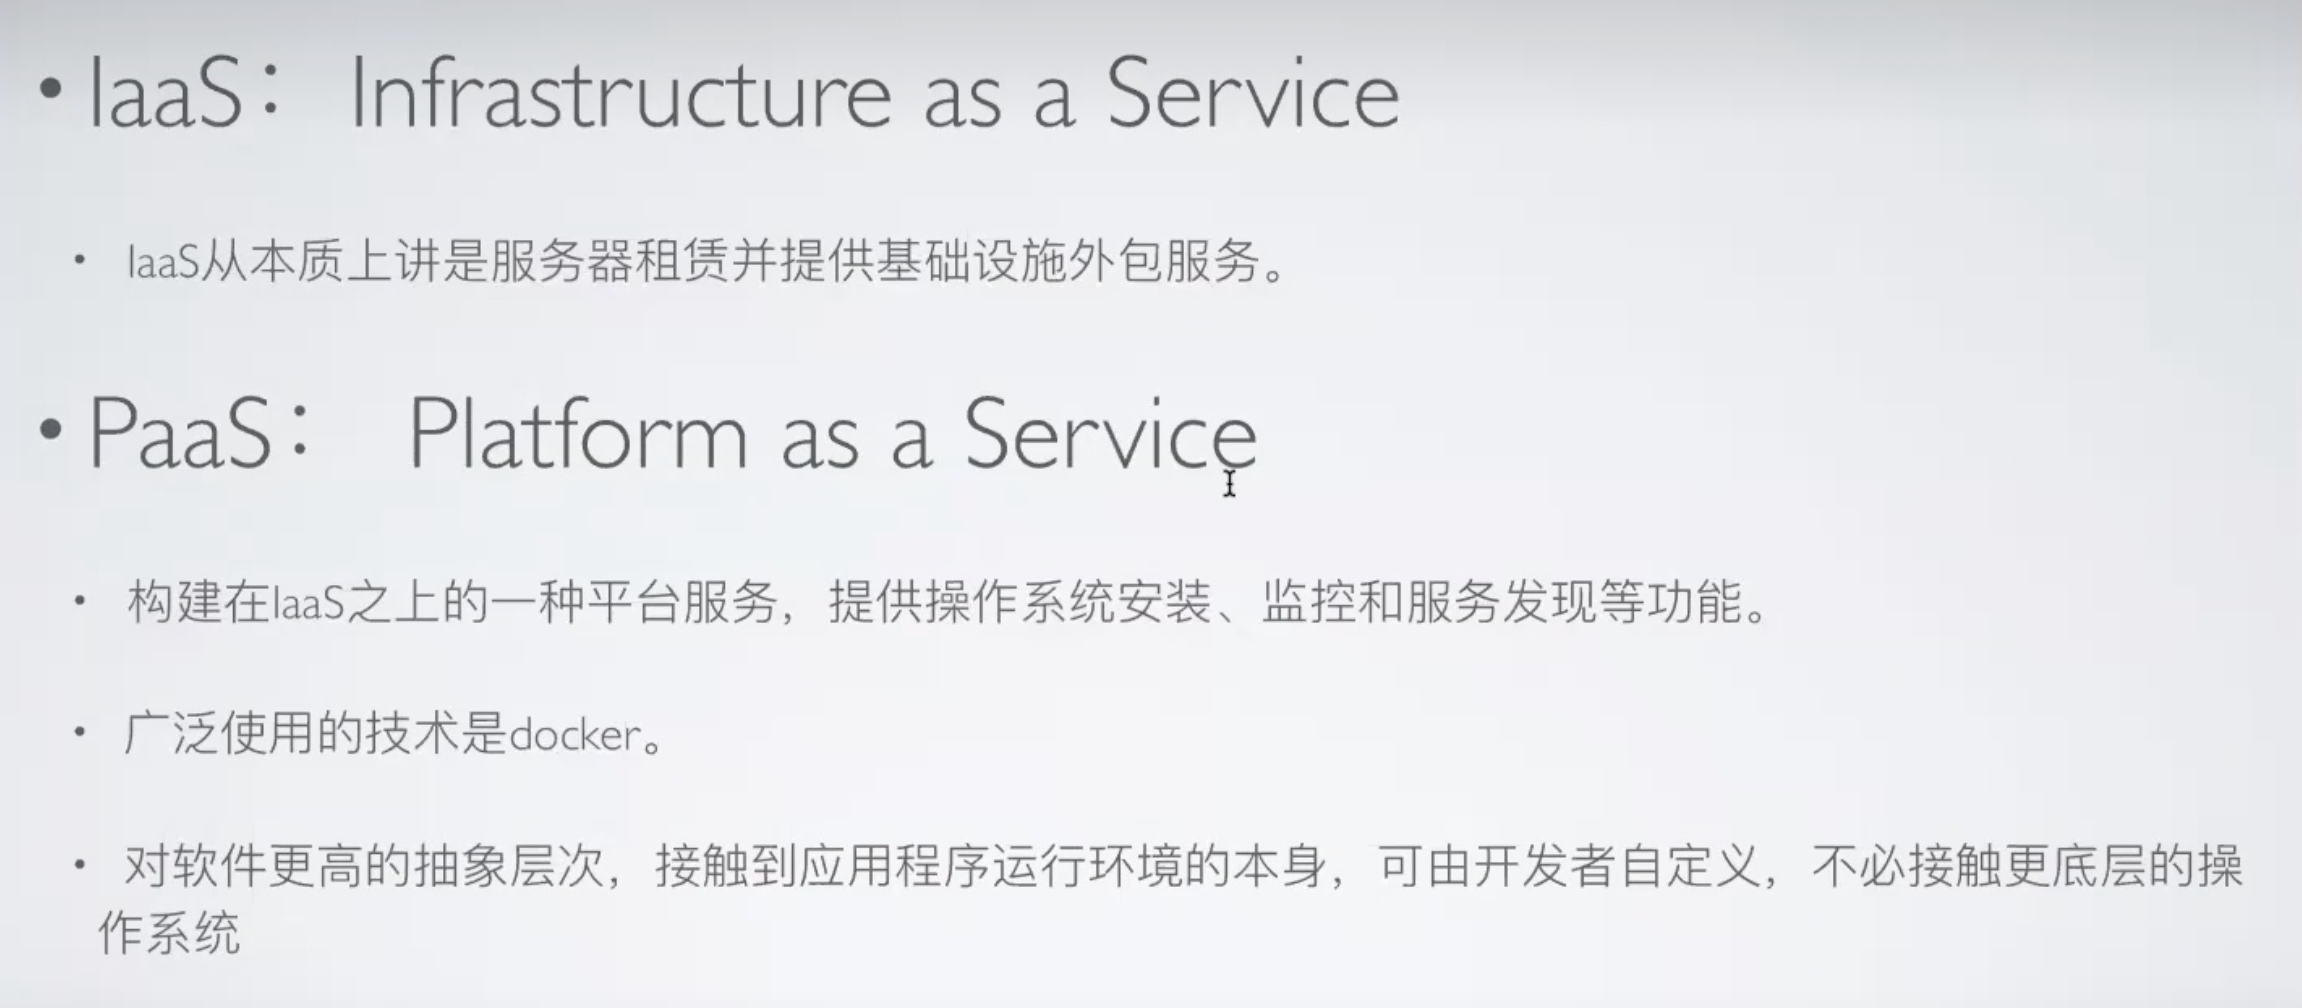 • IaaS： Infrastructure as a Service
• IaaS从本质上讲是服务器租赁并提供基础设施外包服务。
• PaaS： Platform as a Service
• 构建在IaaS之上的一种平台服务，提供操作系统安装、监控和服务发现等功能。
• 广泛使用的技术是docker。
• 对软件更高的抽象层次，接触到应用程序运行环境的本身，可由开发者自定义，不必接触更底层的操
作系统